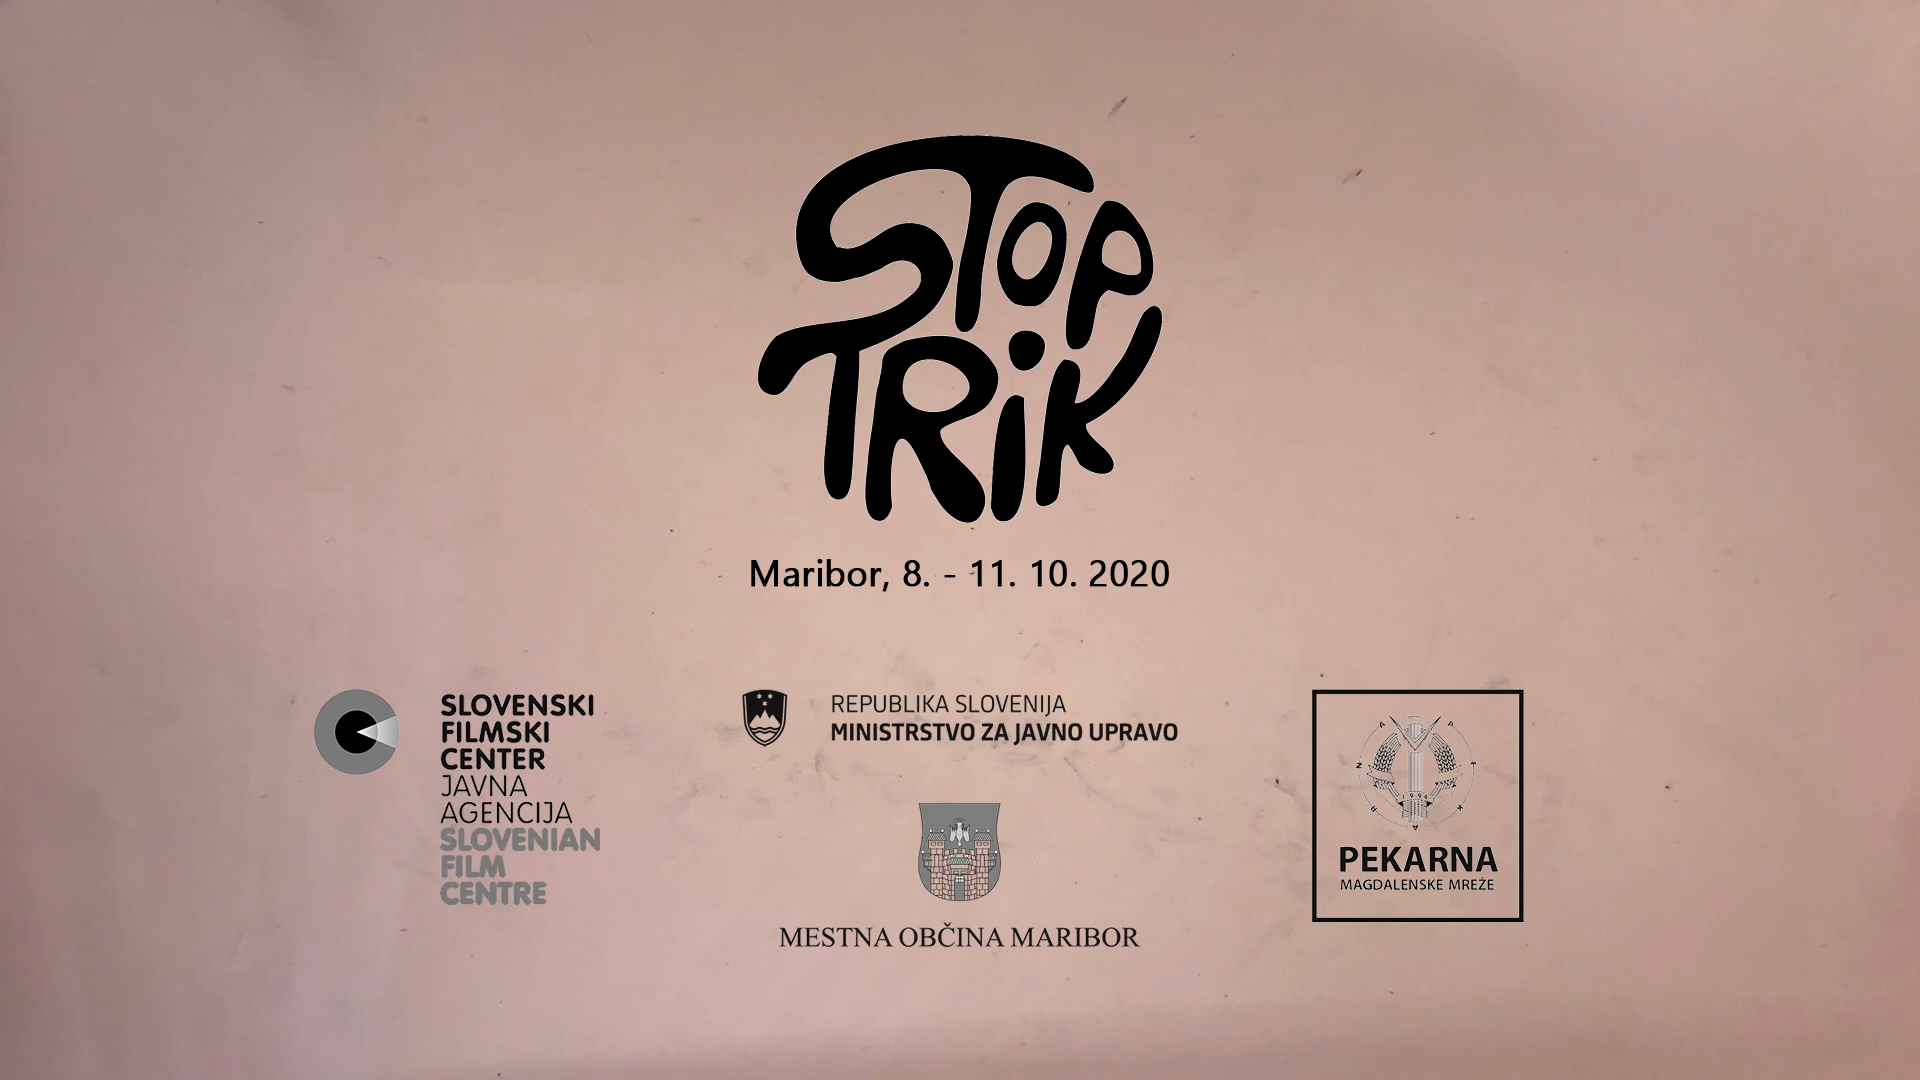 STOP
TRiK
Maribor, 8. - 11. 10. 2020
SLOVENSKI
FILMSKI
CENTER
JAVNA
AGENCIJA
SLOVENIAN
FILM
CENTRE
REPUBLIKA SLOVENIJA
MINISTRSTVO ZA JAVNO UPRAVO
MESTNA OBČINA MARIBOR
1994
PEKARNA
MAGDALENSKE MREŽE